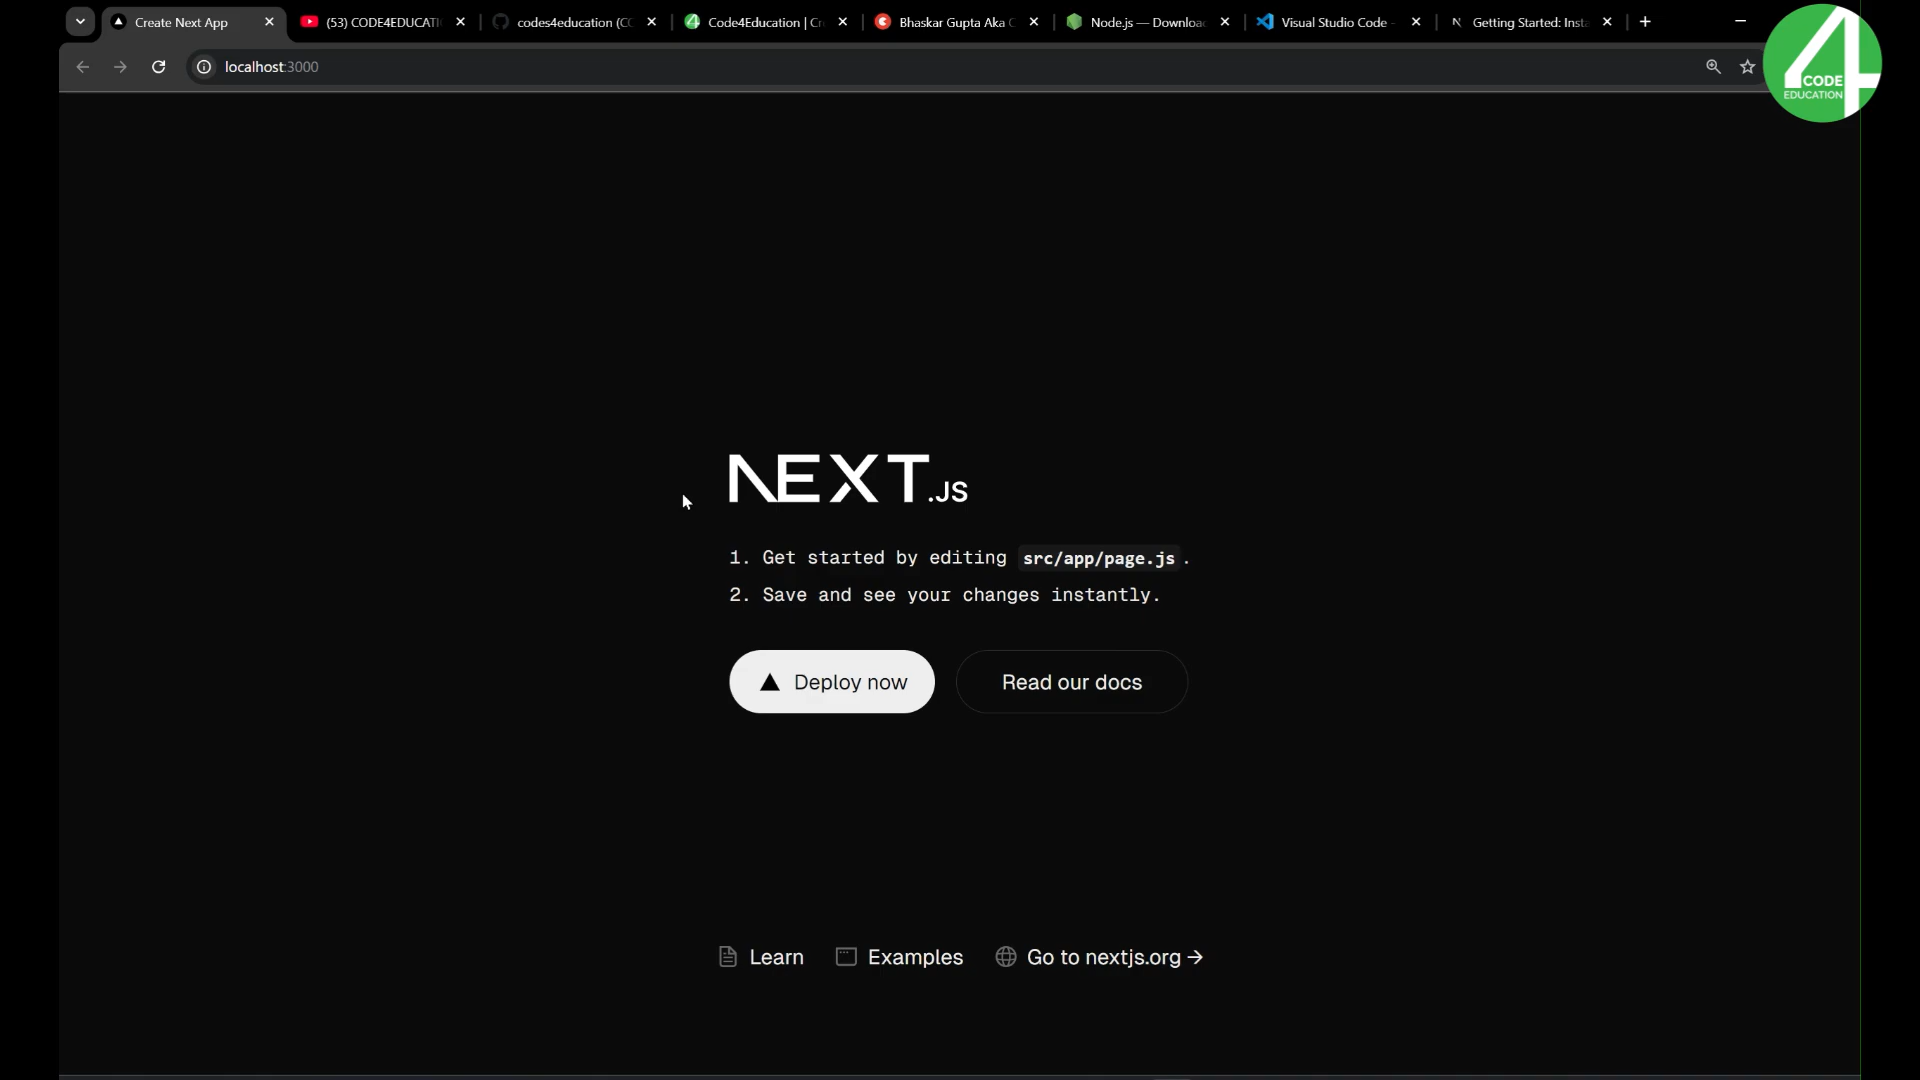 Create Next App
(53) CODE4EDUCATI
codes4education (CC
Code4Education | Cr
Bhaskar Gupta Aka C
Node.js — Downloa
Visual Studio Code -
Getting Started: Insta
localhost:3000
4
CODE
EDUCATION
NEXT.JS
1. Get started by editing src/app/page.js.
2. Save and see your changes instantly.
Deploy now
Read our docs
Learn
Examples
Go to nextjs.org →